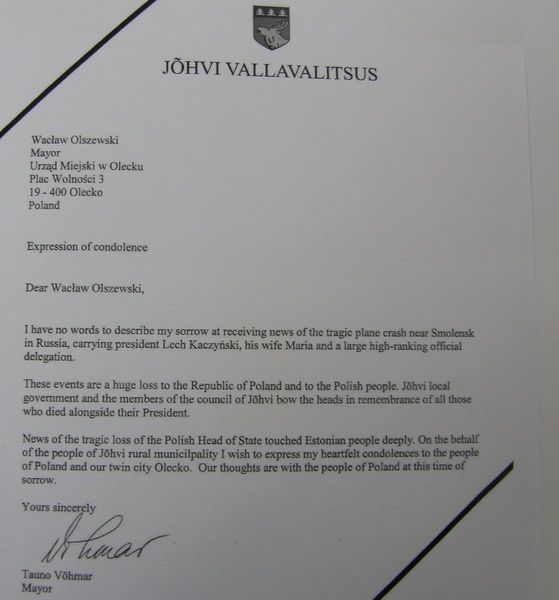 JÕHVI VALLAVALITSUS
Wacław Olszewski
Mayor
Urząd Miejski w Olecku
Plac Wolności 3
19 - 400 Olecko
Poland
Expression of condolence
Dear Wacław Olszewski,
I have no words to describe my sorrow at receiving news of the tragic plane crash near Smolensk
in Russia, carrying president Lech Kaczyński, his wife Maria and a large high-ranking official
delegation.
These events are a huge loss to the Republic of Poland and to the Polish people. Jõhvi local
government and the members of the council of Jõhvi bow the heads in remembrance of all those
who died alongside their President.
News of the tragic loss of the Polish Head of State touched Estonian people deeply. On the behalf
of the people of Jõhvi rural municilpality I wish to express my heartfelt condolences to the people
of Poland and our twin city Olecko. Our thoughts are with the people of Poland at this time of
sorrow.
Yours sincerely
Võhmar
Tauno Võhmar
Mayor